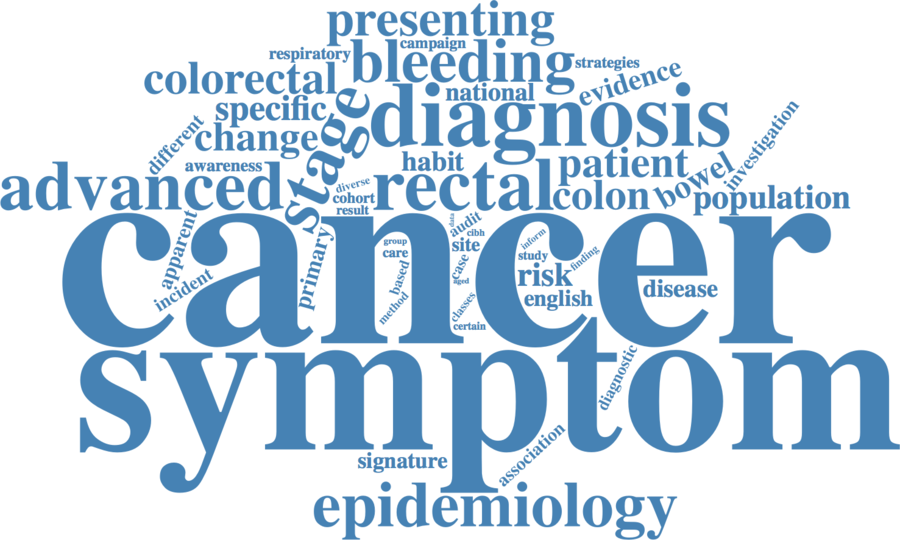 presenting
campaign
respiratory
bleeding
strategies
colorectal
evidence
national
specific
diagnosis
stage
different
change
investigation
awareness
habit
patient
bowel
advanced
diverse
rectal
cohort
colon
population
result
cancer
data
audit
cibh
apparent
primary
group
care
site
inform
study
finding
case
based
risk
aged
incident
english
disease
method
classes
certain
symptom
diagnostic
signature
association
epidemiology